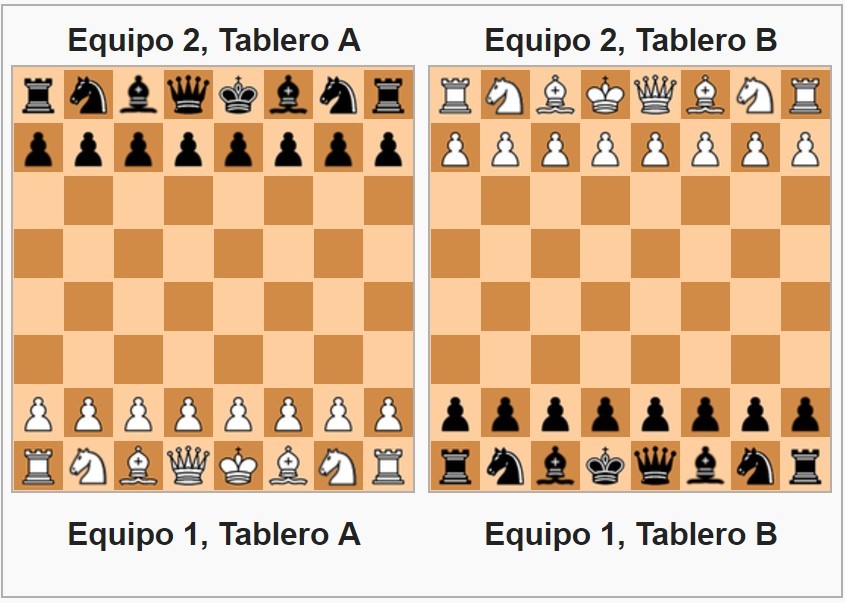 Equipo 2, Tablero A
Equipo 2, Tablero B
Equipo 1, Tablero A
Equipo 1, Tablero B